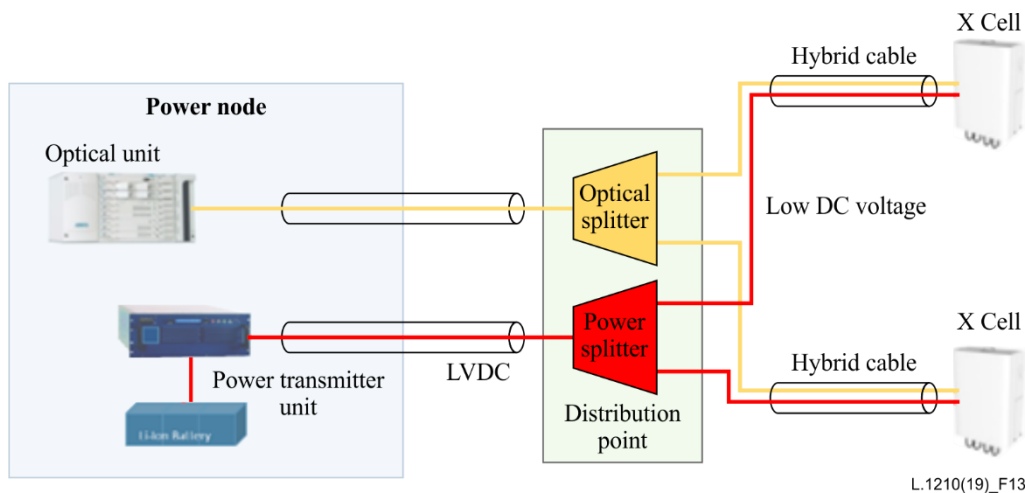 X Cell
Hybrid cable
Power node
Optical unit
Optical
splitter
Low DC voltage
Power
splitter
X Cell
Hybrid cable
LVDC
Power transmitter
unit
Distribution
point
Li-Ion Battery
L.1210(19)_F13